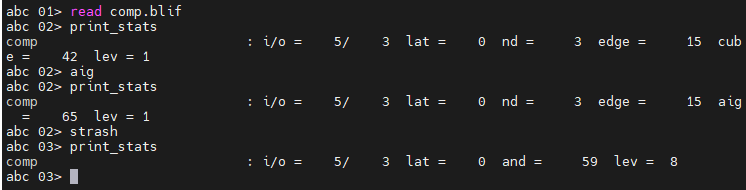 abc 01> read comp.blif
abc 02> print_stats
comp                          : i/o =    5/    3  lat =    0  nd =     3  edge =     15  cub
e =    42  lev = 1
abc 02> aig
abc 02> print_stats
comp                          : i/o =    5/    3  lat =    0  nd =     3  edge =     15  aig
  =    65  lev = 1
abc 02> strash
abc 03> print_stats
comp                          : i/o =    5/    3  lat =    0  and =     59  lev =  8
abc 03>